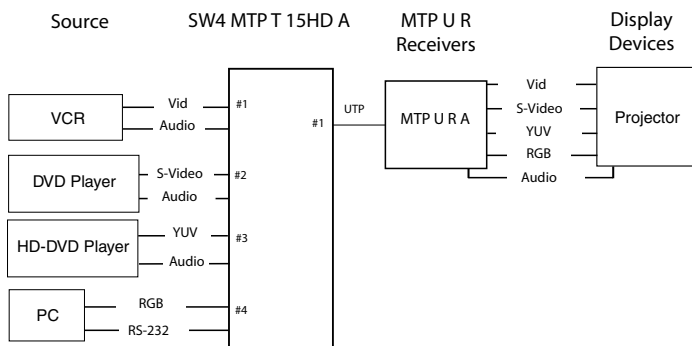 Source
SW4 MTP T 15HD A
MTP U R
Receivers
Display
Devices
VCR
Vid
Audio
#1
#1
UTP
MTP U R A
Vid
S-Video
YUV
RGB
Audio
Projector
DVD Player
S-Video
Audio
#2
HD-DVD Player
YUV
Audio
#3
PC
RGB
RS-232
#4